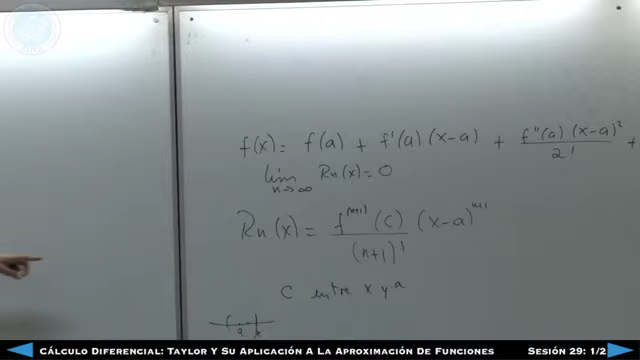 f(x) = f(a) + f'(a) (x-a) + f''(a) (x-a)² / 2! +
lim n→∞ Rn(x) = 0
Rn(x) = f⁽ⁿ⁺¹⁾ (c) / (n+1)! (x-a)ⁿ⁺¹
C entre x y a
a x
Cálculo Diferencial: Taylor Y Su Aplicación A La Aproximación De Funciones Sesión 29: 1/2